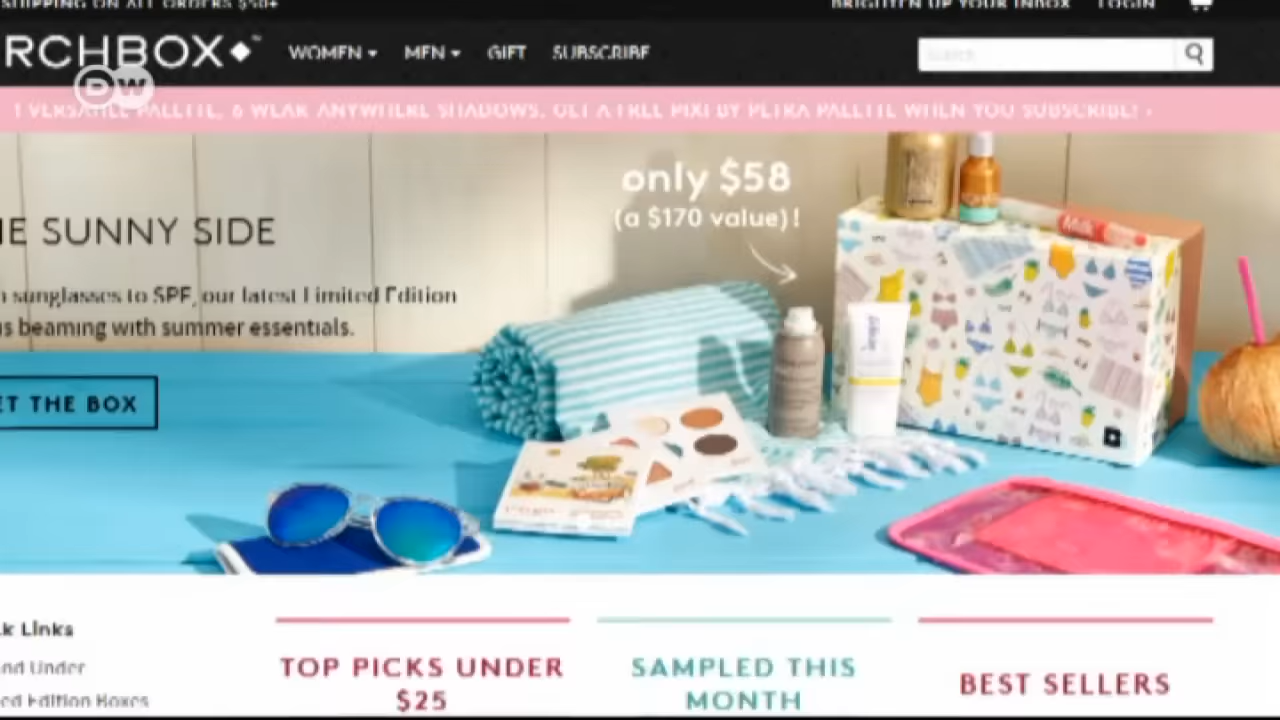 SHIPPING ON ALL ORDERS $50+
BRIGHTEN UP YOUR INBOX LOGIN
RCHBOX
WOMEN MEN GIFT SUBSCRIBE
Search
DW
1 VERSATILE PALETTE, 6 WEAR ANYWHERE SHADOWS. GET A FREE PIXI BY PETRA PALETTE WHEN YOU SUBSCRIBE!
only $58
(a $170 value)!
Milk
E SUNNY SIDE
sunglasses to SPF, our latest Limited Edition
us beaming with summer essentials.
ET THE BOX
k Links
nd Under
ed Edition Boxes
TOP PICKS UNDER
$25
SAMPLED THIS
MONTH
BEST SELLERS